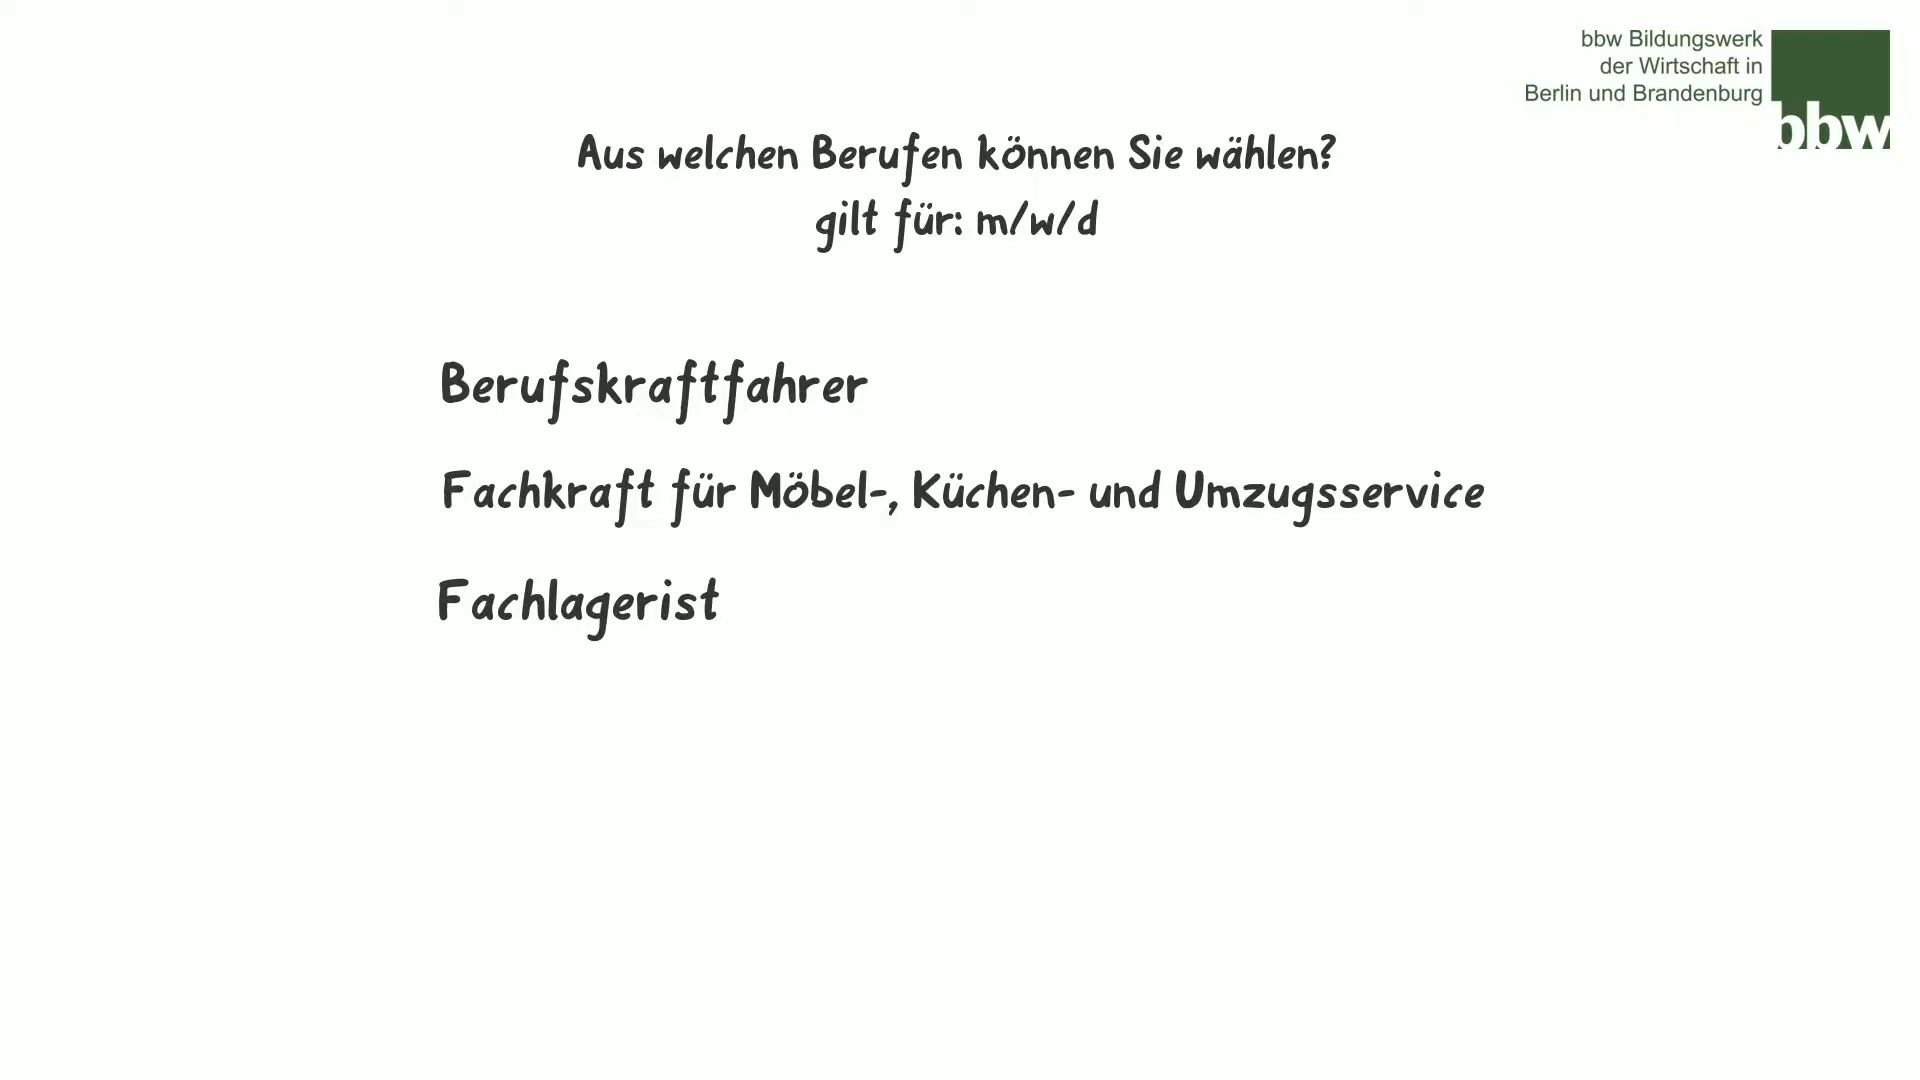 bbw Bildungswerk
der Wirtschaft in
Berlin und Brandenburg
bbw
Aus welchen Berufen können Sie wählen?
gilt für: m/w/d
Berufskraftfahrer
Fachkraft für Möbel-, Küchen- und Umzugsservice
Fachlagerist